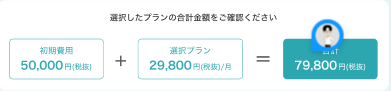 選択したプランの合計金額をご確認ください
初期費用
50,000円(税抜)
+
選択プラン
29,800円(税抜)/月
=
計
79,800円(税抜)